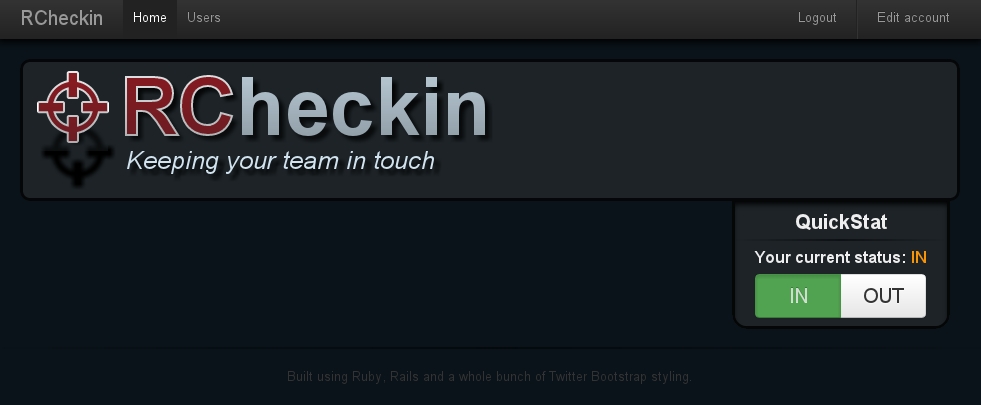 RCheckin Home Users Logout Edit account
RCheckin
Keeping your team in touch
QuickStat
Your current status: IN
IN OUT
Built using Ruby, Rails and a whole bunch of Twitter Bootstrap styling.